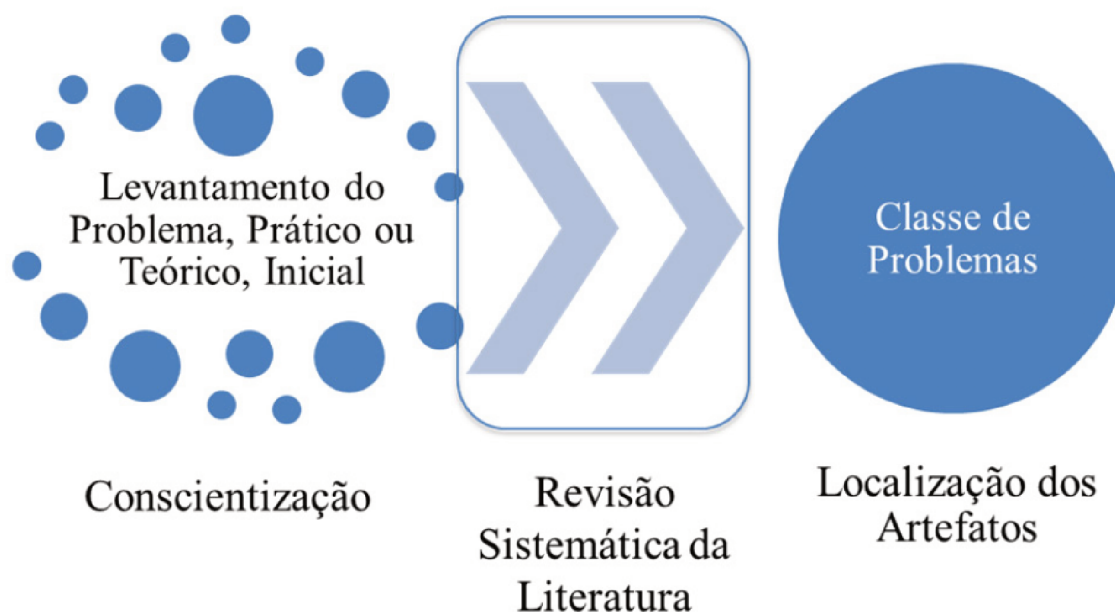 Levantamento do
Problema, Prático ou
Teórico, Inicial
Classe de
Problemas
Conscientização
Revisão
Sistemática da
Literatura
Localização dos
Artefatos